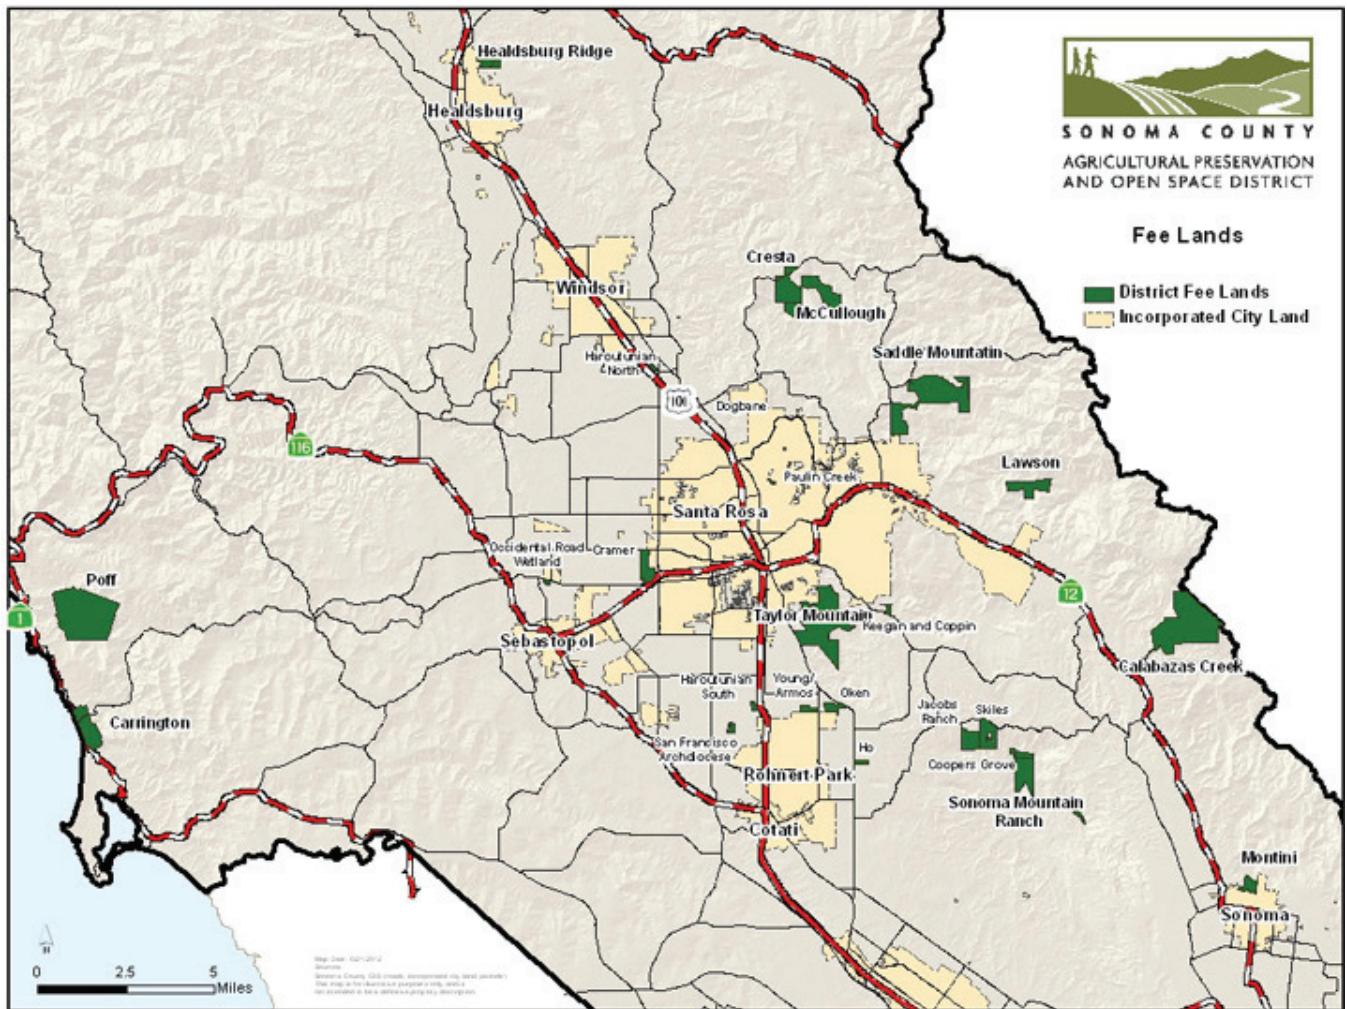 Healdsburg Ridge
Healdsburg
SONOMA COUNTY
AGRICULTURAL PRESERVATION
AND OPEN SPACE DISTRICT
Fee Lands
District Fee Lands
Incorporated City Land
Cresta
McCullough
Windsor
Haroutunian
North
Saddle Mountatin
101
Dogbane
116
Lawson
Paulin Creek
Santa Rosa
Occidental Road
Wetland
Cramer
Poff
1
12
Taylor Mountain
Keegan and Coppin
Sebastopol
Calabazas Creek
Haroutunian
South
Young/
Armos
Oken
Jacobs
Ranch
Skiles
Carrington
San Francisco
Archdiocese
Ho
Coopers Grove
Rohnert Park
Sonoma Mountain
Ranch
Cotati
Montini
Sonoma
N
0 2.5 5
Miles